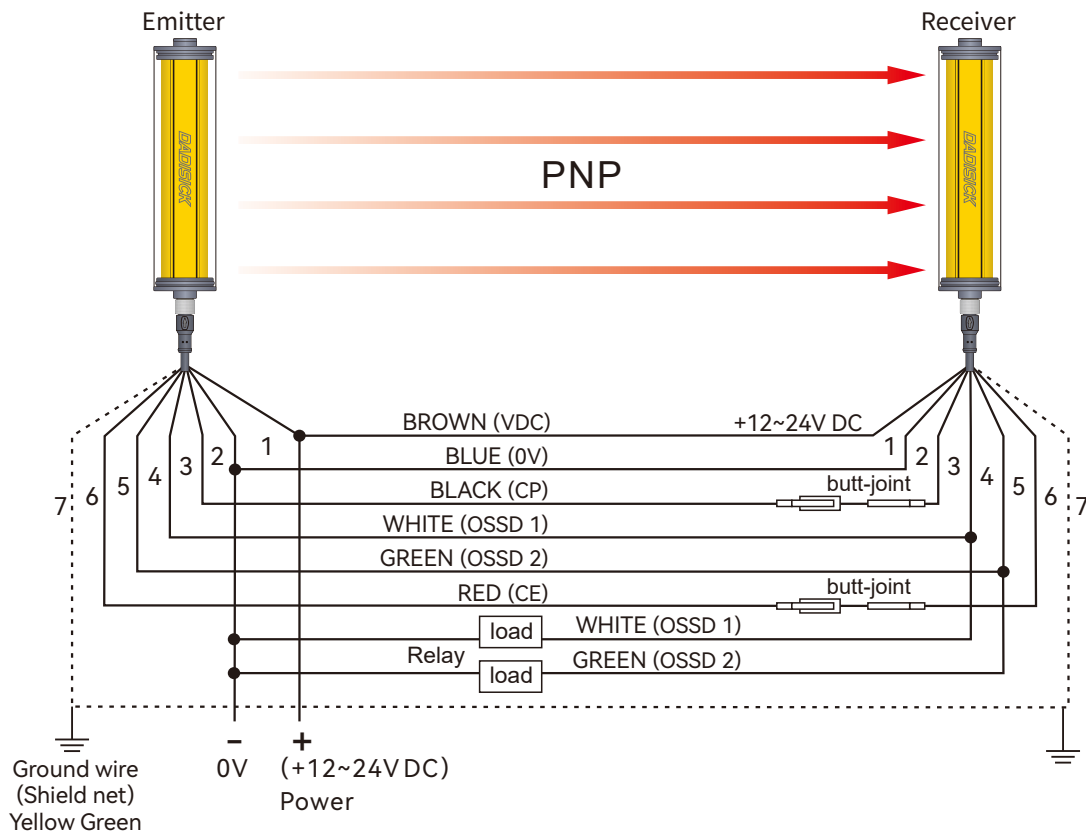 Emitter
Receiver
DADISICK
DADISICK
PNP
BROWN (VDC)
+12~24V DC
BLUE (0V)
BLACK (CP)
butt-joint
WHITE (OSSD 1)
GREEN (OSSD 2)
RED (CE)
butt-joint
load
WHITE (OSSD 1)
Relay
load
GREEN (OSSD 2)
7
6
5
4
3
2
1
1
2
3
4
5
6
7
- +
0V
(+12~24V DC)
Power
Ground wire
(Shield net)
Yellow Green